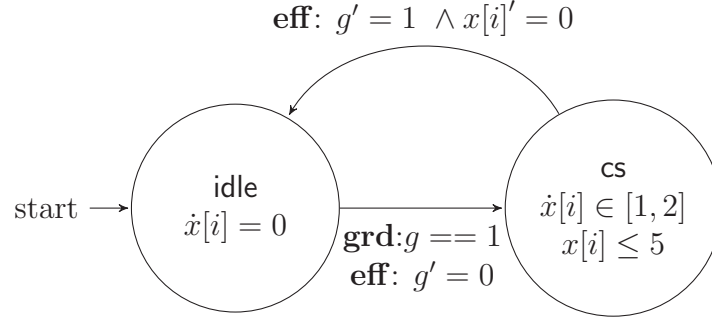 eff: g′ = 1 ∧ x[i]′ = 0
start
idle
ẋ[i] = 0
grd:g == 1
eff: g′ = 0
cs
ẋ[i] ∈ [1, 2]
x[i] ≤ 5